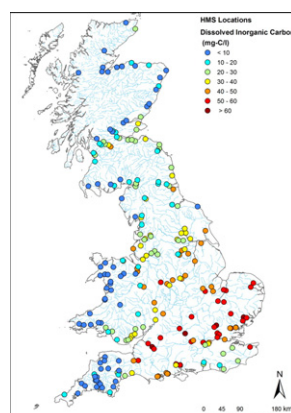 HMS Locations
Dissolved Inorganic Carbon
(mg-C/l)
< 10
10 - 20
20 - 30
30 - 40
40 - 50
50 - 60
> 60
N
0 45 90 180 km